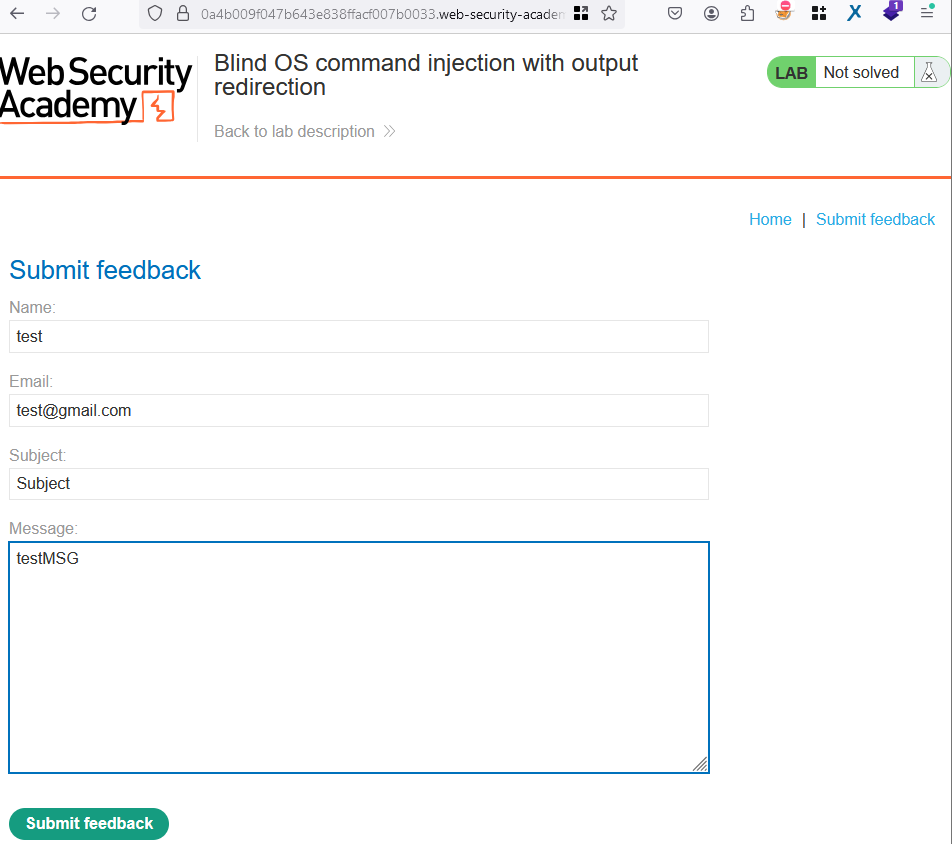 0a4b009f047b643e838ffacf007b0033.web-security-academ
1
Web Security
Academy
Blind OS command injection with output
redirection
Back to lab description
LAB Not solved
Home | Submit feedback
Submit feedback
Name:
test
Email:
test@gmail.com
Subject:
Subject
Message:
testMSG
Submit feedback